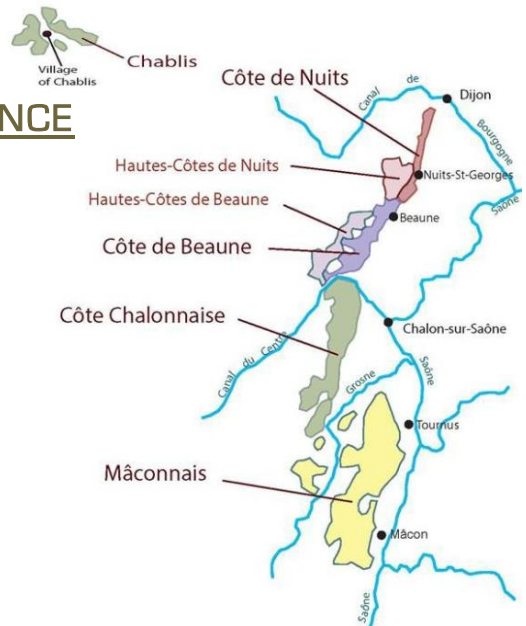 Chablis
Village
of Chablis
NCE
Côte de Nuits
Canal de
Bourgogne
Dijon
Hautes-Côtes de Nuits
Nuits-St-Georges
Hautes-Côtes de Beaune
Saône
Beaune
Côte de Beaune
Côte Chalonnaise
Chalon-sur-Saône
Canal du Centre
Grosne
Saône
Tournus
Mâconnais
Mâcon
Saône